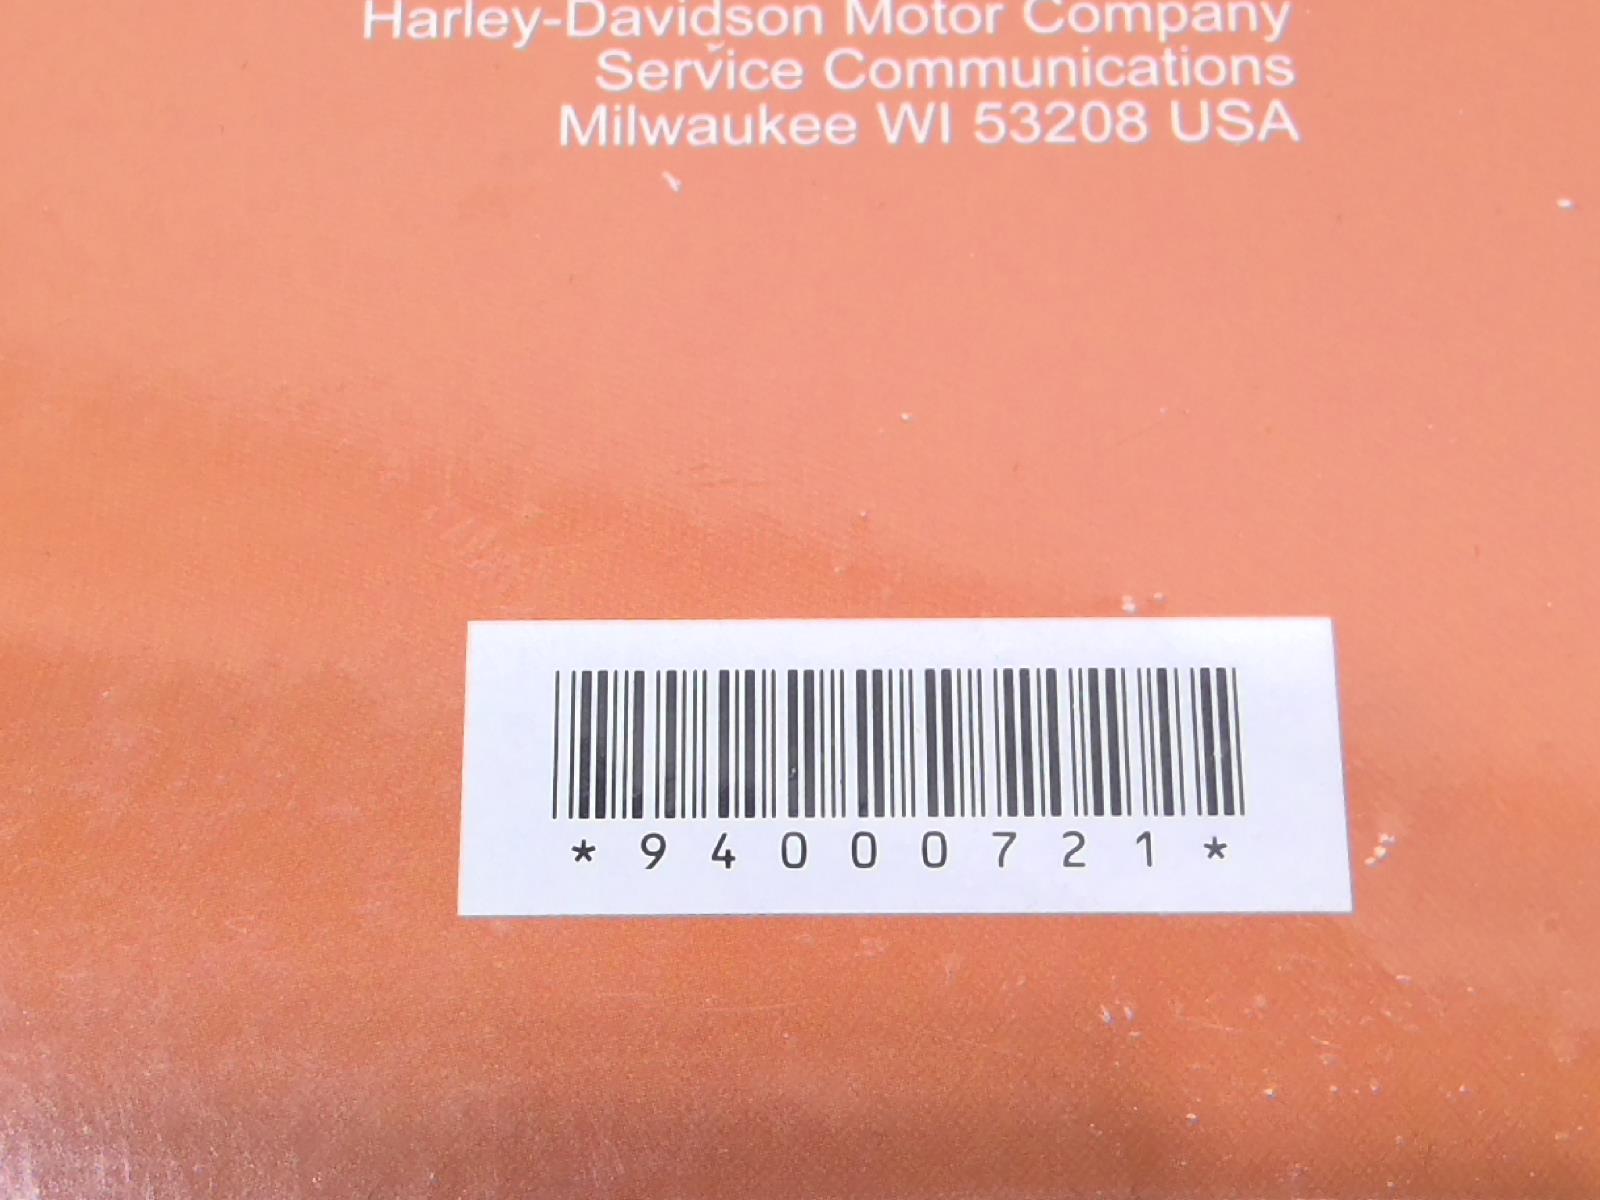 Harley-Davidson Motor Company
Service Communications
Milwaukee WI 53208 USA
*94000721*